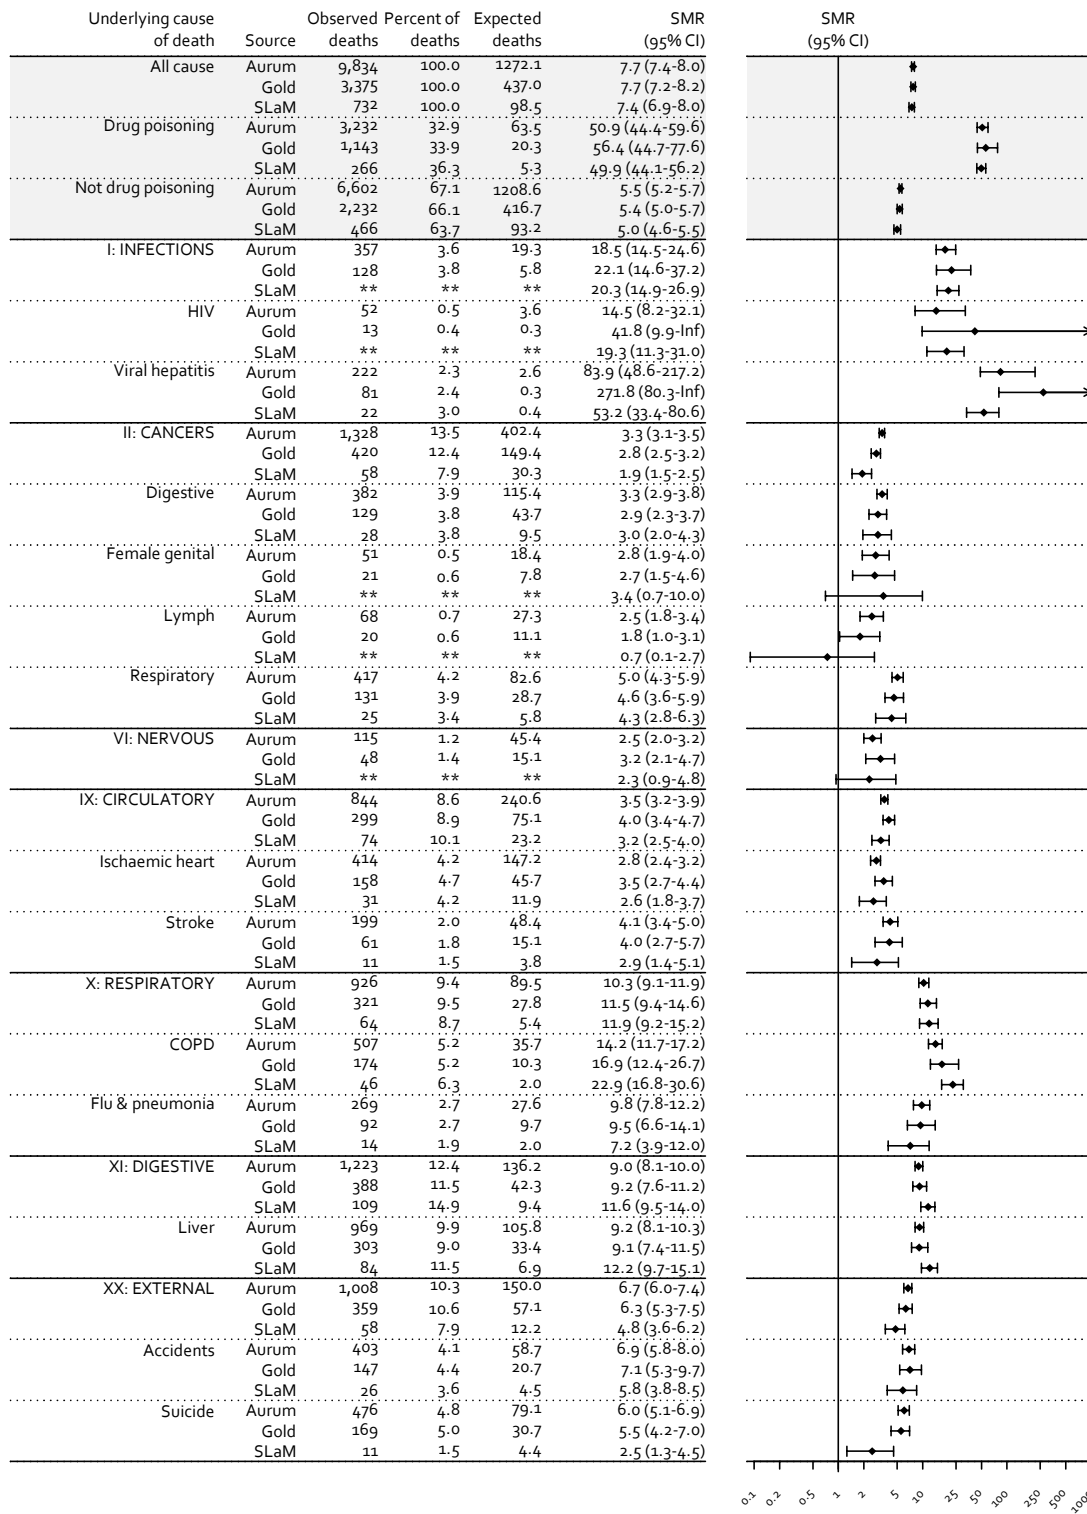 Underlying cause Observed Percent of Expected SMR SMR
of death Source deaths deaths deaths (95% CI) (95% CI)
All cause Aurum 9,834 100.0 1272.1 7.7 (7.4-8.0)
Gold 3,375 100.0 437.0 7.7 (7.2-8.2)
SLaM 732 100.0 98.5 7.4 (6.9-8.0)
Drug poisoning Aurum 3,232 32.9 63.5 50.9 (44.4-59.6)
Gold 1,143 33.9 20.3 56.4 (44.7-77.6)
SLaM 266 36.3 5.3 49.9 (44.1-56.2)
Not drug poisoning Aurum 6,602 67.1 1208.6 5.5 (5.2-5.7)
Gold 2,232 66.1 416.7 5.4 (5.0-5.7)
SLaM 466 63.7 93.2 5.0 (4.6-5.5)
I: INFECTIONS Aurum 357 3.6 19.3 18.5 (14.5-24.6)
Gold 128 3.8 5.8 22.1 (14.6-37.2)
SLaM ** ** ** 20.3 (14.9-26.9)
HIV Aurum 52 0.5 3.6 14.5 (8.2-32.1)
Gold 13 0.4 0.3 41.8 (9.9-Inf)
SLaM ** ** ** 19.3 (11.3-31.0)
Viral hepatitis Aurum 222 2.3 2.6 83.9 (48.6-217.2)
Gold 81 2.4 0.3 271.8 (80.3-Inf)
SLaM 22 3.0 0.4 53.2 (33.4-80.6)
II: CANCERS Aurum 1,328 13.5 402.4 3.3 (3.1-3.5)
Gold 420 12.4 149.4 2.8 (2.5-3.2)
SLaM 58 7.9 30.3 1.9 (1.5-2.5)
Digestive Aurum 382 3.9 115.4 3.3 (2.9-3.8)
Gold 129 3.8 43.7 2.9 (2.3-3.7)
SLaM 28 3.8 9.5 3.0 (2.0-4.3)
Female genital Aurum 51 0.5 18.4 2.8 (1.9-4.0)
Gold 21 0.6 7.8 2.7 (1.5-4.6)
SLaM ** ** ** 3.4 (0.7-10.0)
Lymph Aurum 68 0.7 27.3 2.5 (1.8-3.4)
Gold 20 0.6 11.1 1.8 (1.0-3.1)
SLaM ** ** ** 0.7 (0.1-2.7)
Respiratory Aurum 417 4.2 82.6 5.0 (4.3-5.9)
Gold 131 3.9 28.7 4.6 (3.6-5.9)
SLaM 25 3.4 5.8 4.3 (2.8-6.3)
VI: NERVOUS Aurum 115 1.2 45.4 2.5 (2.0-3.2)
Gold 48 1.4 15.1 3.2 (2.1-4.7)
SLaM ** ** ** 2.3 (0.9-4.8)
IX: CIRCULATORY Aurum 844 8.6 240.6 3.5 (3.2-3.9)
Gold 299 8.9 75.1 4.0 (3.4-4.7)
SLaM 74 10.1 23.2 3.2 (2.5-4.0)
Ischaemic heart Aurum 414 4.2 147.2 2.8 (2.4-3.2)
Gold 158 4.7 45.7 3.5 (2.7-4.4)
SLaM 31 4.2 11.9 2.6 (1.8-3.7)
Stroke Aurum 199 2.0 48.4 4.1 (3.4-5.0)
Gold 61 1.8 15.1 4.0 (2.7-5.7)
SLaM 11 1.5 3.8 2.9 (1.4-5.1)
X: RESPIRATORY Aurum 926 9.4 89.5 10.3 (9.1-11.9)
Gold 321 9.5 27.8 11.5 (9.4-14.6)
SLaM 64 8.7 5.4 11.9 (9.2-15.2)
COPD Aurum 507 5.2 35.7 14.2 (11.7-17.2)
Gold 174 5.2 10.3 16.9 (12.4-26.7)
SLaM 46 6.3 2.0 22.9 (16.8-30.6)
Flu & pneumonia Aurum 269 2.7 27.6 9.8 (7.8-12.2)
Gold 92 2.7 9.7 9.5 (6.6-14.1)
SLaM 14 1.9 2.0 7.2 (3.9-12.0)
XI: DIGESTIVE Aurum 1,223 12.4 136.2 9.0 (8.1-10.0)
Gold 388 11.5 42.3 9.2 (7.6-11.2)
SLaM 109 14.9 9.4 11.6 (9.5-14.0)
Liver Aurum 969 9.9 105.8 9.2 (8.1-10.3)
Gold 303 9.0 33.4 9.1 (7.4-11.5)
SLaM 84 11.5 6.9 12.2 (9.7-15.1)
XX: EXTERNAL Aurum 1,008 10.3 150.0 6.7 (6.0-7.4)
Gold 359 10.6 57.1 6.3 (5.3-7.5)
SLaM 58 7.9 12.2 4.8 (3.6-6.2)
Accidents Aurum 403 4.1 58.7 6.9 (5.8-8.0)
Gold 147 4.4 20.7 7.1 (5.3-9.7)
SLaM 26 3.6 4.5 5.8 (3.8-8.5)
Suicide Aurum 476 4.8 79.1 6.0 (5.1-6.9)
Gold 169 5.0 30.7 5.5 (4.2-7.0)
SLaM 11 1.5 4.4 2.5 (1.3-4.5)
0.1 0.2 0.5 1 2 5 10 25 50 100 250 500 1000